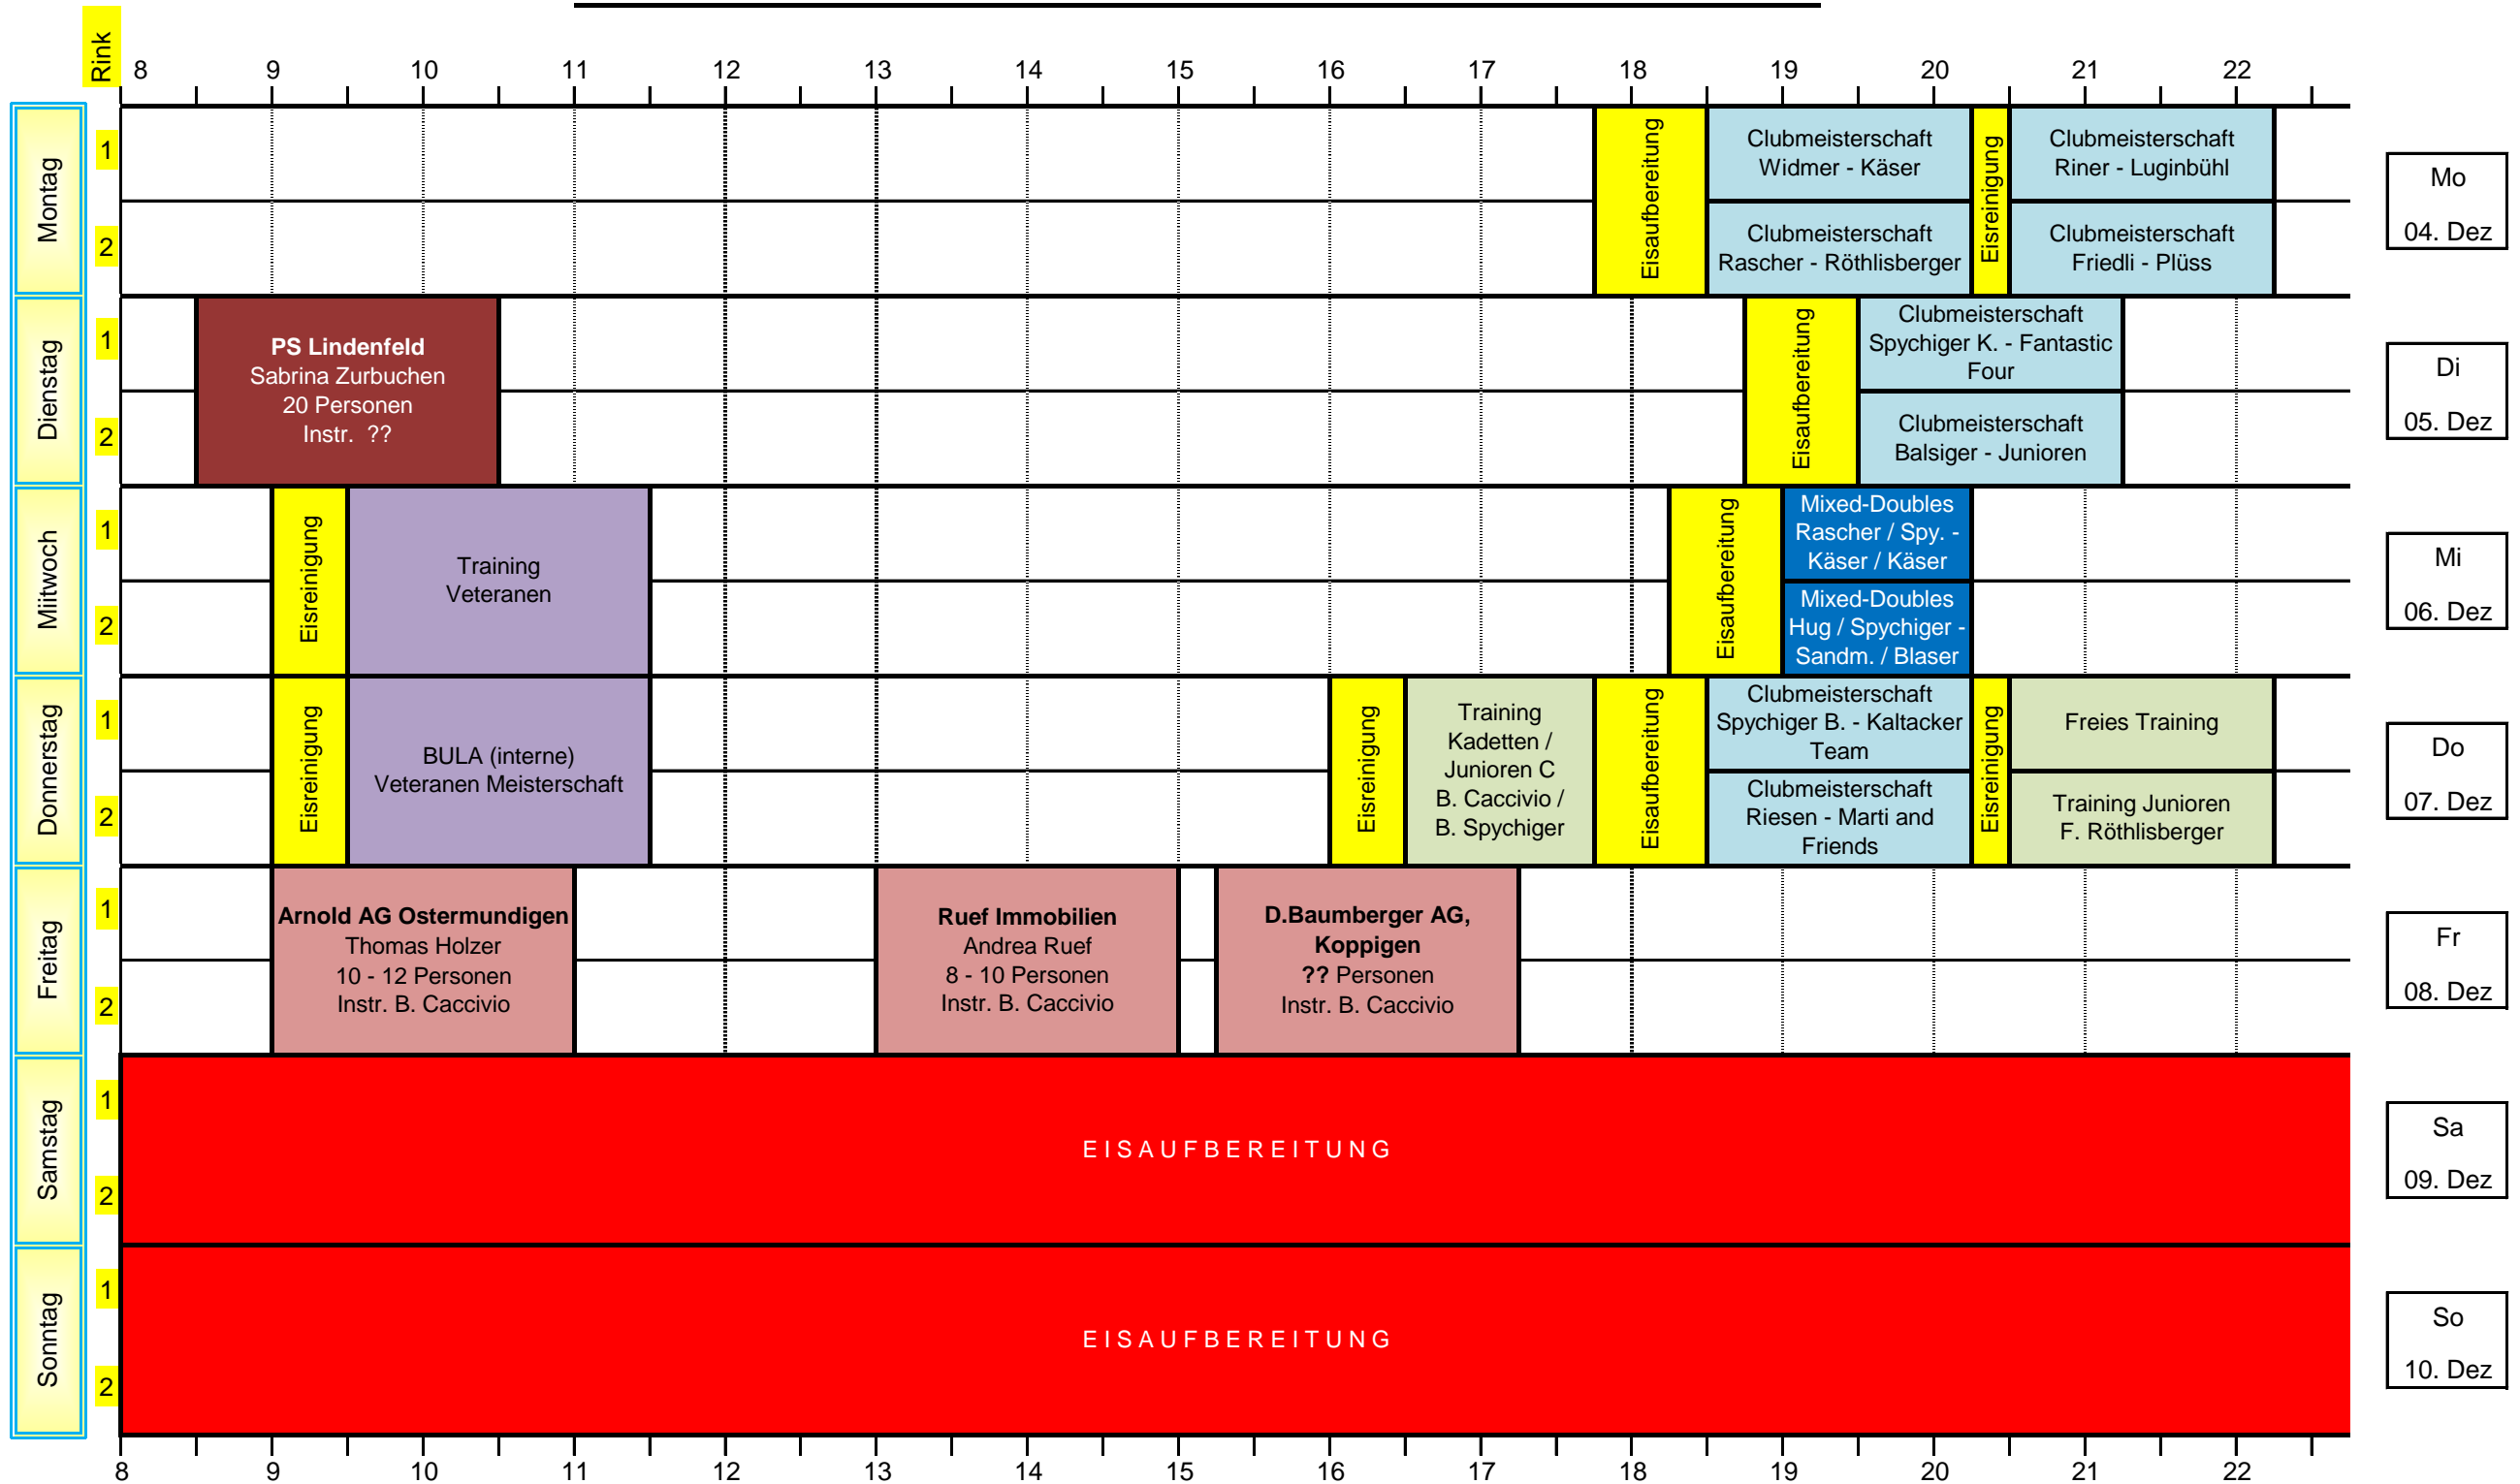 Rink
8 9 10 11 12 13 14 15 16 17 18 19 20 21 22
Montag
1
2
Eisaufbereitung
Clubmeisterschaft
Widmer - Käser
Clubmeisterschaft
Rascher - Röthlisberger
Eisreinigung
Clubmeisterschaft
Riner - Luginbühl
Clubmeisterschaft
Friedli - Plüss
Mo
04. Dez
Dienstag
1
2
PS Lindenfeld
Sabrina Zurbuchen
20 Personen
Instr. ??
Eisaufbereitung
Clubmeisterschaft
Spychiger K. - Fantastic
Four
Clubmeisterschaft
Balsiger - Junioren
Di
05. Dez
Miitwoch
1
2
Eisreinigung
Training
Veteranen
Eisaufbereitung
Mixed-Doubles
Rascher / Spy. -
Käser / Käser
Mixed-Doubles
Hug / Spychiger -
Sandm. / Blaser
Mi
06. Dez
Donnerstag
1
2
Eisreinigung
BULA (interne)
Veteranen Meisterschaft
Eisreinigung
Training
Kadetten /
Junioren C
B. Caccivio /
B. Spychiger
Eisaufbereitung
Clubmeisterschaft
Spychiger B. - Kaltacker
Team
Clubmeisterschaft
Riesen - Marti and
Friends
Eisreinigung
Freies Training
Training Junioren
F. Röthlisberger
Do
07. Dez
Freitag
1
2
Arnold AG Ostermundigen
Thomas Holzer
10 - 12 Personen
Instr. B. Caccivio
Ruef Immobilien
Andrea Ruef
8 - 10 Personen
Instr. B. Caccivio
D.Baumberger AG,
Koppigen
?? Personen
Instr. B. Caccivio
Fr
08. Dez
Samstag
1
2
E I S A U F B E R E I T U N G
Sa
09. Dez
Sonntag
1
2
E I S A U F B E R E I T U N G
So
10. Dez
8 9 10 11 12 13 14 15 16 17 18 19 20 21 22